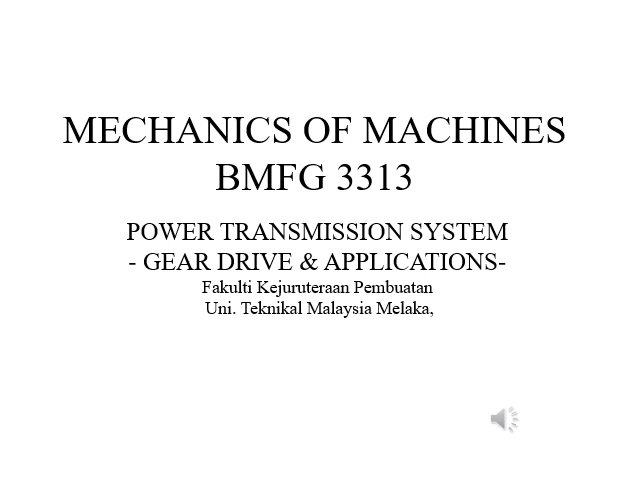 MECHANICS OF MACHINES
BMFG 3313
POWER TRANSMISSION SYSTEM
- GEAR DRIVE & APPLICATIONS-
Fakulti Kejuruteraan Pembuatan
Uni. Teknikal Malaysia Melaka,